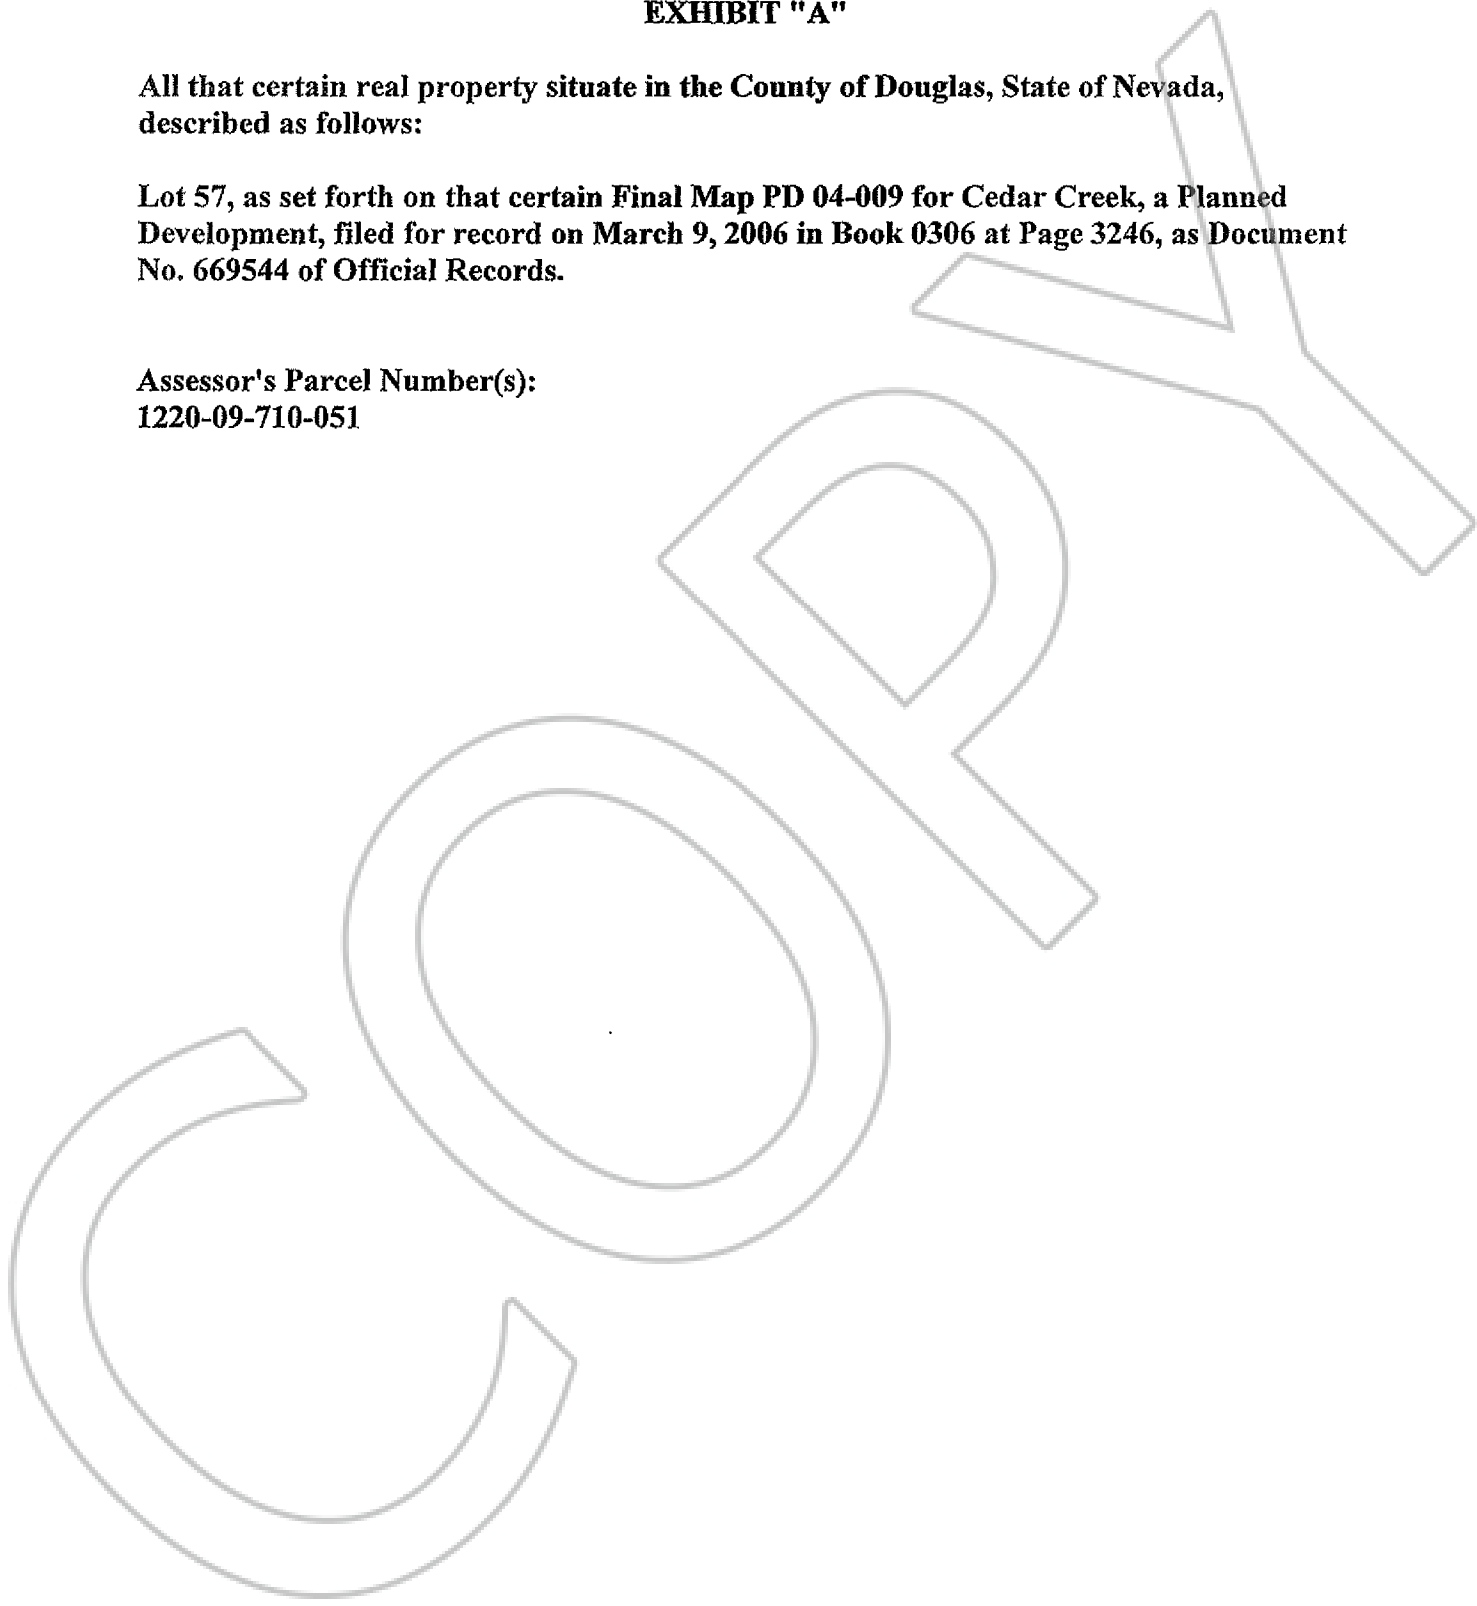 EXHIBIT "A"
All that certain real property situate in the County of Douglas, State of Nevada,
described as follows:
Lot 57, as set forth on that certain Final Map PD 04-009 for Cedar Creek, a Planned
Development, filed for record on March 9, 2006 in Book 0306 at Page 3246, as Document
No. 669544 of Official Records.
Assessor's Parcel Number(s):
1220-09-710-051
COPY